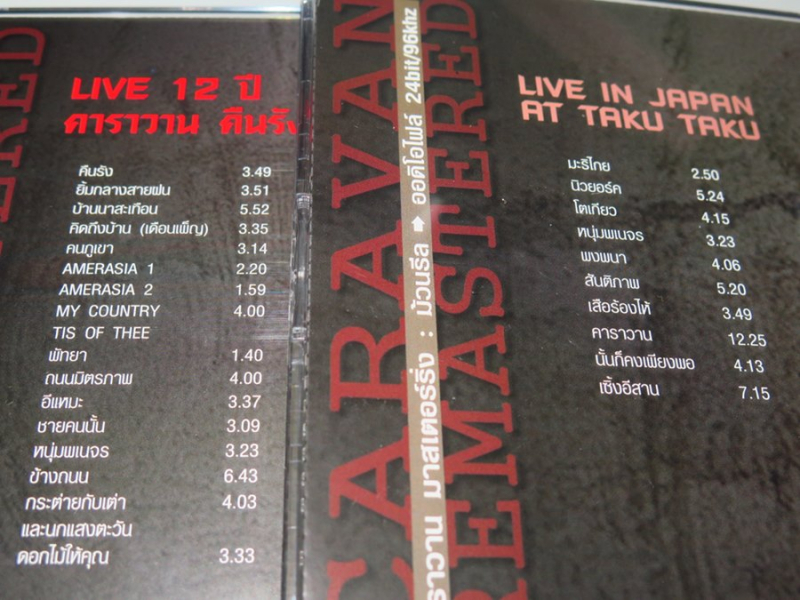 LIVE 12 ปี
คาราวาน คืนรัง
คืนรัง 3.49
ยิ้มกลางสายฝน 3.51
บ้านนาสะเทือน 5.52
คิดถึงบ้าน (เดือนเพ็ญ) 3.35
คนภูเขา 3.14
AMERASIA 1 2.20
AMERASIA 2 1.59
MY COUNTRY 4.00
TIS OF THEE
พัทยา 1.40
ถนนมิตรภาพ 4.00
อีแหมะ 3.37
ชายคนนั้น 3.09
หนุ่มพเนจร 3.23
ข้างถนน 6.43
กระต่ายกับเต่า 4.03
และนกแสงตะวัน
ดอกไม้ให้คุณ 3.33
ERED
CARAVAN
REMASTERED
ราวาน มาสเตอร์ริ่ง : ม้วนรีล ➡ ออดิโอไฟล์ 24bit/96khz
LIVE IN JAPAN
AT TAKU TAKU
มะริไกย 2.50
นิวยอร์ค 5.24
โตเกียว 4.15
หนุ่มพเนจร 3.23
พงพนา 4.06
สันติภาพ 5.20
เสือร้องไห้ 3.49
คาราวาน 12.25
นั้นก็คงเพียงพอ 4.13
เซิ้งอีสาน 7.15